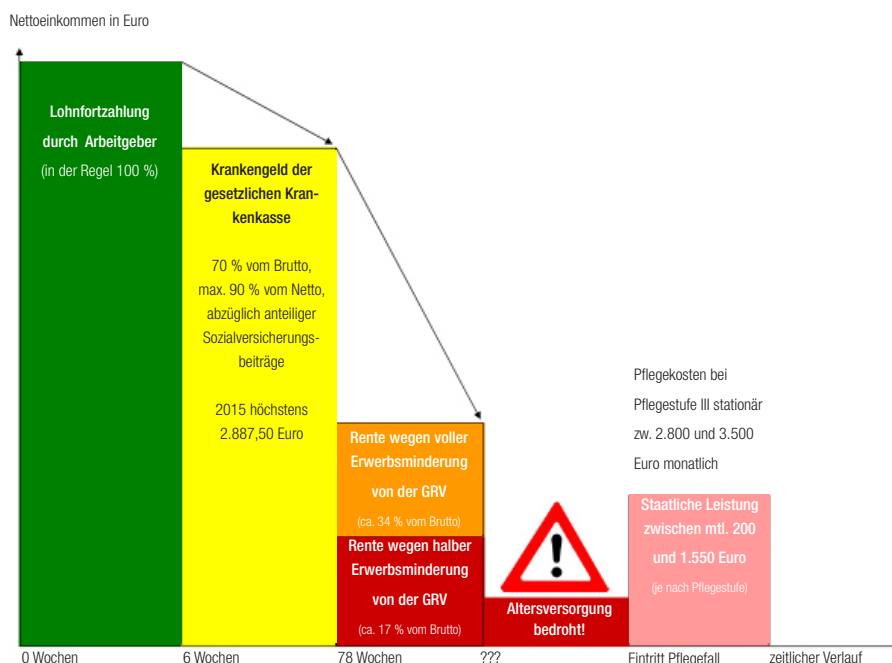 Nettoeinkommen in Euro
Lohnfortzahlung
durch Arbeitgeber
(in der Regel 100 %)
Krankengeld der
gesetzlichen Kran-
kenkasse
70 % vom Brutto,
max. 90 % vom Netto,
abzüglich anteiliger
Sozialversicherungs-
beiträge
2015 höchstens
2.887,50 Euro
Rente wegen voller
Erwerbsminderung
von der GRV
(ca. 34 % vom Brutto)
Rente wegen halber
Erwerbsminderung
von der GRV
(ca. 17 % vom Brutto)
!
Altersversorgung
bedroht!
Pflegekosten bei
Pflegestufe III stationär
zw. 2.800 und 3.500
Euro monatlich
Staatliche Leistung
zwischen mtl. 200
und 1.550 Euro
(je nach Pflegestufe)
0 Wochen
6 Wochen
78 Wochen
???
Eintritt Pflegefall
zeitlicher Verlauf